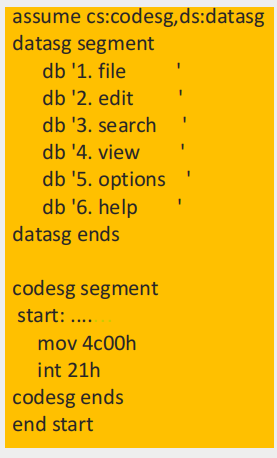 assume cs:codesg,ds:datasg
datasg segment
db '1. file         '
db '2. edit         '
db '3. search     '
db '4. view         '
db '5. options    '
db '6. help         '
datasg ends
codesg segment
start: ....
mov 4c00h
int 21h
codesg ends
end start